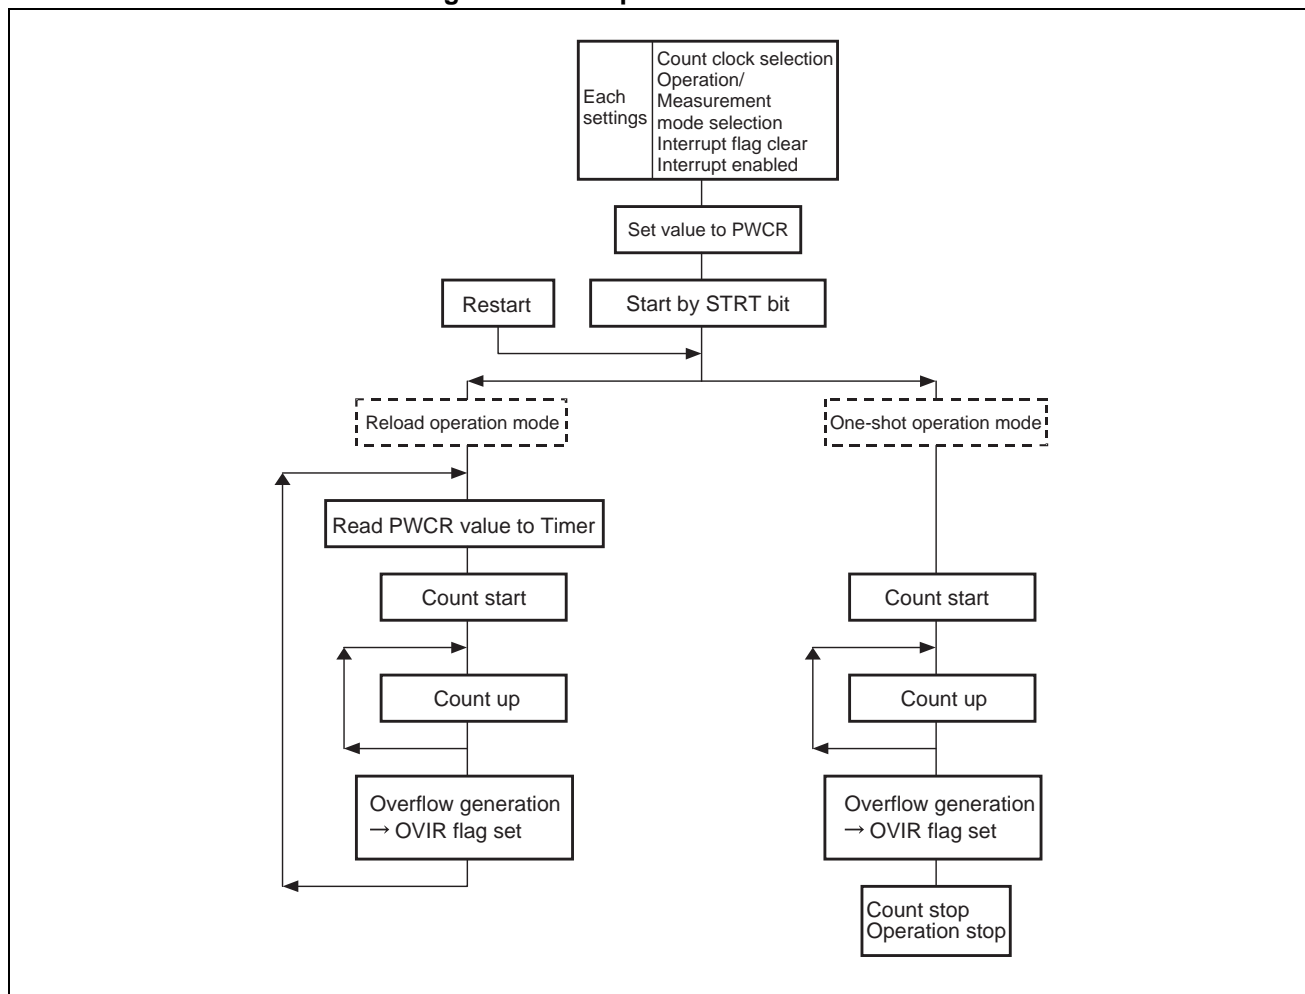 Each
settings
Count clock selection
Operation/
Measurement
mode selection
Interrupt flag clear
Interrupt enabled
Set value to PWCR
Restart
Start by STRT bit
Reload operation mode
One-shot operation mode
Read PWCR value to Timer
Count start
Count start
Count up
Count up
Overflow generation
→ OVIR flag set
Overflow generation
→ OVIR flag set
Count stop
Operation stop